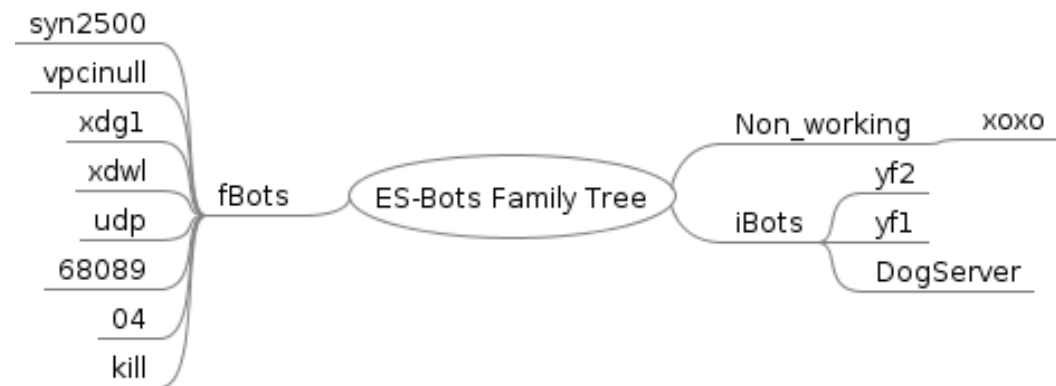 syn2500
vpcinull
xdg1
xdwl
udp
68089
04
kill
fBots
ES-Bots Family Tree
Non_working
xoxo
iBots
yf2
yf1
DogServer